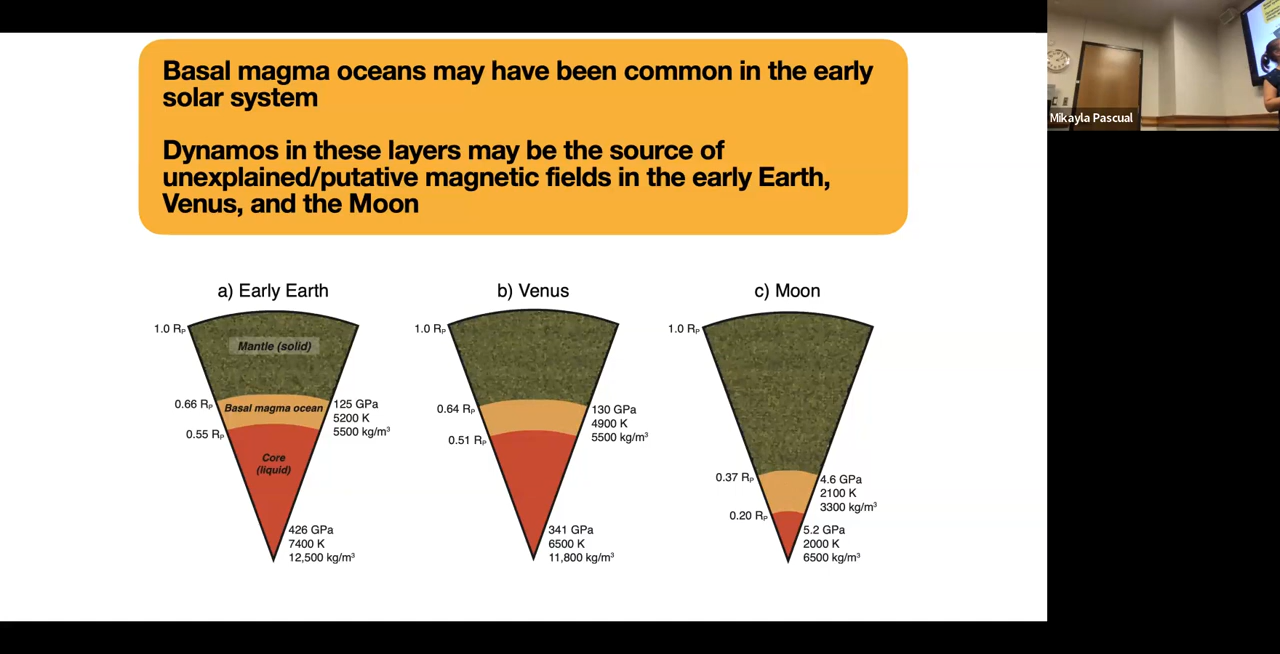 Basal magma oceans may have been common in the early
solar system
Dynamos in these layers may be the source of
unexplained/putative magnetic fields in the early Earth,
Venus, and the Moon
Mikayla Pascual
a) Early Earth
1.0 Rₚ
Mantle (solid)
0.66 Rₚ
Basal magma ocean
125 GPa
5200 K
5500 kg/m³
0.55 Rₚ
Core
(liquid)
426 GPa
7400 K
12,500 kg/m³
b) Venus
1.0 Rₚ
0.64 Rₚ
130 GPa
4900 K
5500 kg/m³
0.51 Rₚ
341 GPa
6500 K
11,800 kg/m³
c) Moon
1.0 Rₚ
0.37 Rₚ
4.6 GPa
2100 K
3300 kg/m³
0.20 Rₚ
5.2 GPa
2000 K
6500 kg/m³